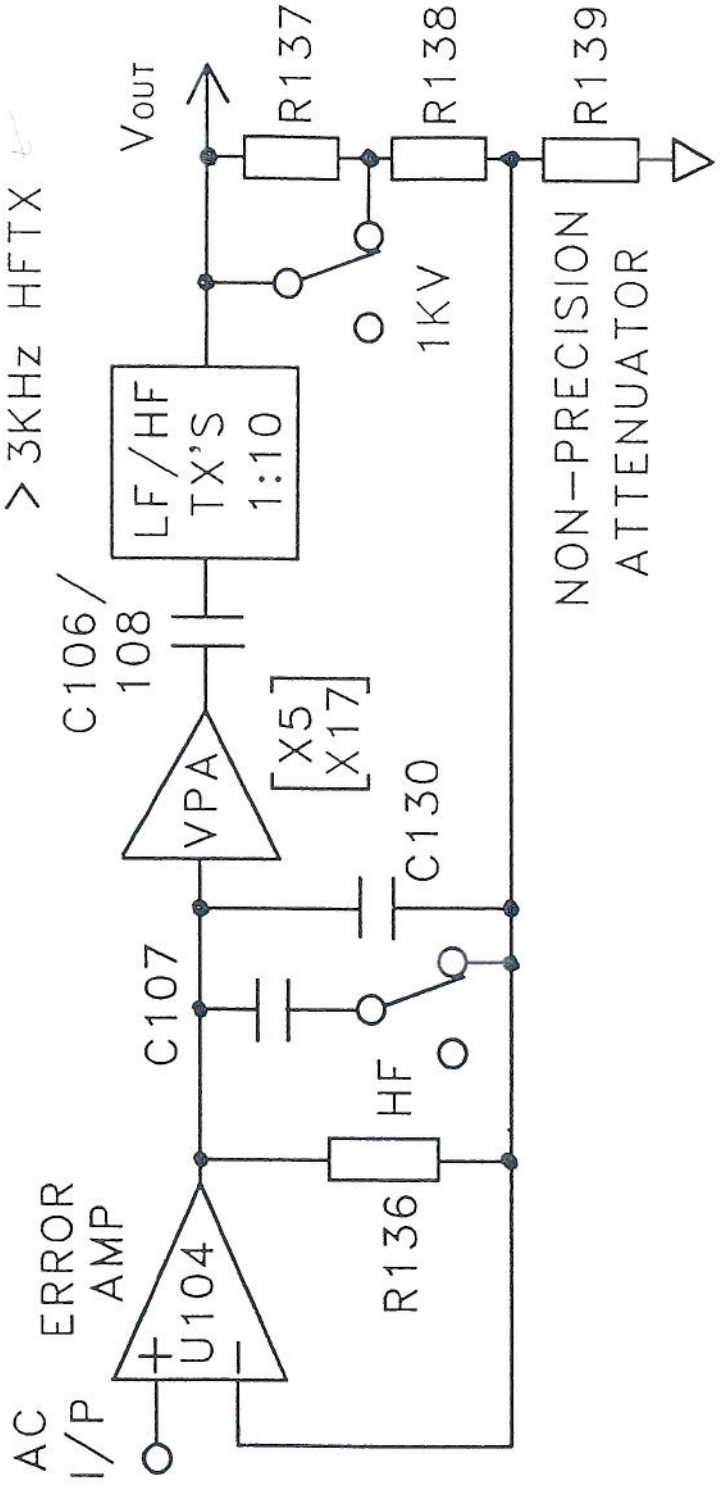 > 3KHz HFTX
AC
I/P
ERROR
AMP
+
U104
−
R136
HF
C107
C130
VPA
[X5
X17]
C106/
108
LF/HF
TX'S
1:10
1KV
VOUT
R137
R138
R139
NON-PRECISION
ATTENUATOR